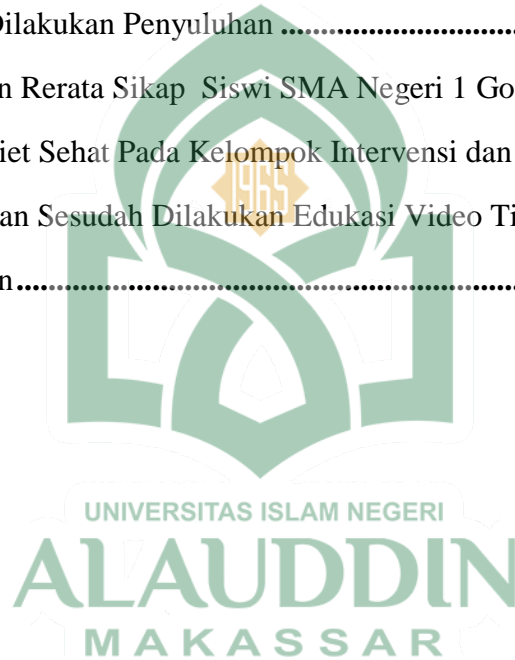 Dilakukan Penyuluhan ........................................
n Rerata Sikap Siswi SMA Negeri 1 Go
iet Sehat Pada Kelompok Intervensi dan
an Sesudah Dilakukan Edukasi Video Ti
n..............................................................................
1965
UNIVERSITAS ISLAM NEGERI
ALAUDDIN
MAKASSAR